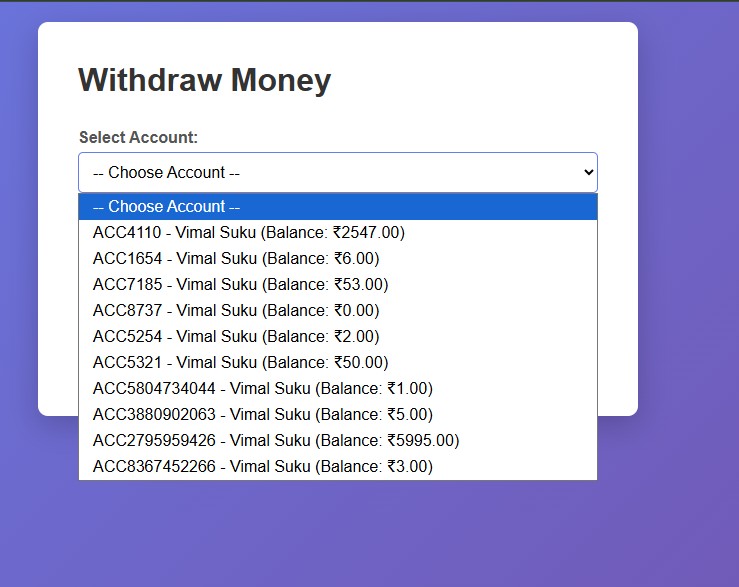 Withdraw Money
Select Account:
-- Choose Account --
-- Choose Account --
ACC4110 - Vimal Suku (Balance: ₹2547.00)
ACC1654 - Vimal Suku (Balance: ₹6.00)
ACC7185 - Vimal Suku (Balance: ₹53.00)
ACC8737 - Vimal Suku (Balance: ₹0.00)
ACC5254 - Vimal Suku (Balance: ₹2.00)
ACC5321 - Vimal Suku (Balance: ₹50.00)
ACC5804734044 - Vimal Suku (Balance: ₹1.00)
ACC3880902063 - Vimal Suku (Balance: ₹5.00)
ACC2795959426 - Vimal Suku (Balance: ₹5995.00)
ACC8367452266 - Vimal Suku (Balance: ₹3.00)